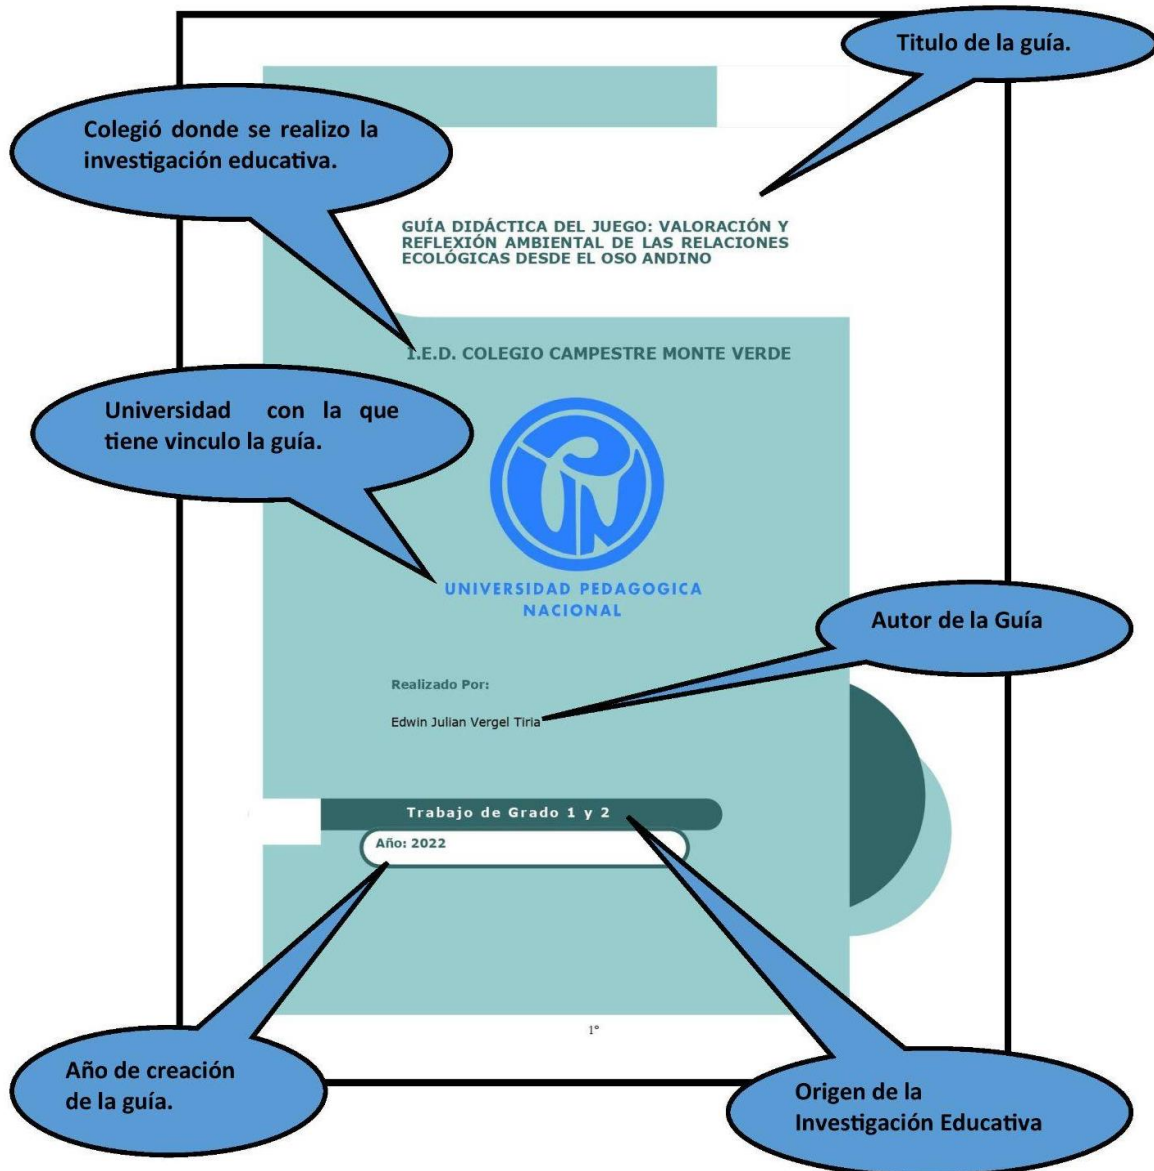 Titulo de la guía.
Colegió donde se realizo la
investigación educativa.
GUÍA DIDÁCTICA DEL JUEGO: VALORACIÓN Y
REFLEXIÓN AMBIENTAL DE LAS RELACIONES
ECOLÓGICAS DESDE EL OSO ANDINO
I.E.D. COLEGIO CAMPESTRE MONTE VERDE
Universidad con la que
tiene vinculo la guía.
UNIVERSIDAD PEDAGOGICA
NACIONAL
Autor de la Guía
Realizado Por:
Edwin Julian Vergel Tiria
Trabajo de Grado 1 y 2
Año: 2022
1°
Año de creación
de la guía.
Origen de la
Investigación Educativa